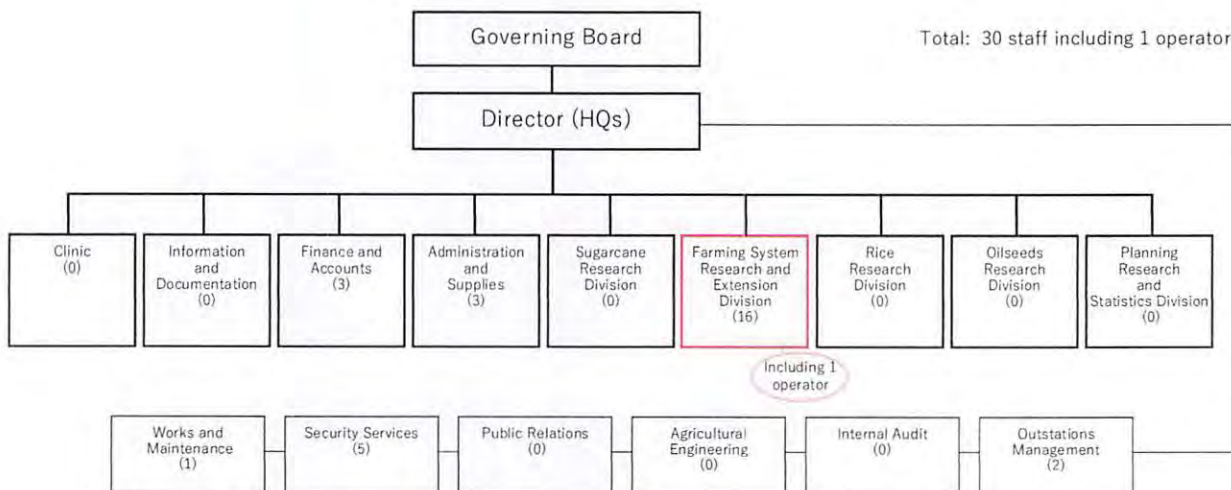 Governing Board
Total: 30 staff including 1 operator
Director (HQs)
Clinic
(0)
Information
and
Documentation
(0)
Finance and
Accounts
(3)
Administration
and
Supplies
(3)
Sugarcane
Research
Division
(0)
Farming System
Research and
Extension
Division
(16)
Rice
Research
Division
(0)
Oilseeds
Research
Division
(0)
Planning
Research
and
Statistics Division
(0)
Including 1
operator
Works and
Maintenance
(1)
Security Services
(5)
Public Relations
(0)
Agricultural
Engineering
(0)
Internal Audit
(0)
Outstations
Management
(2)